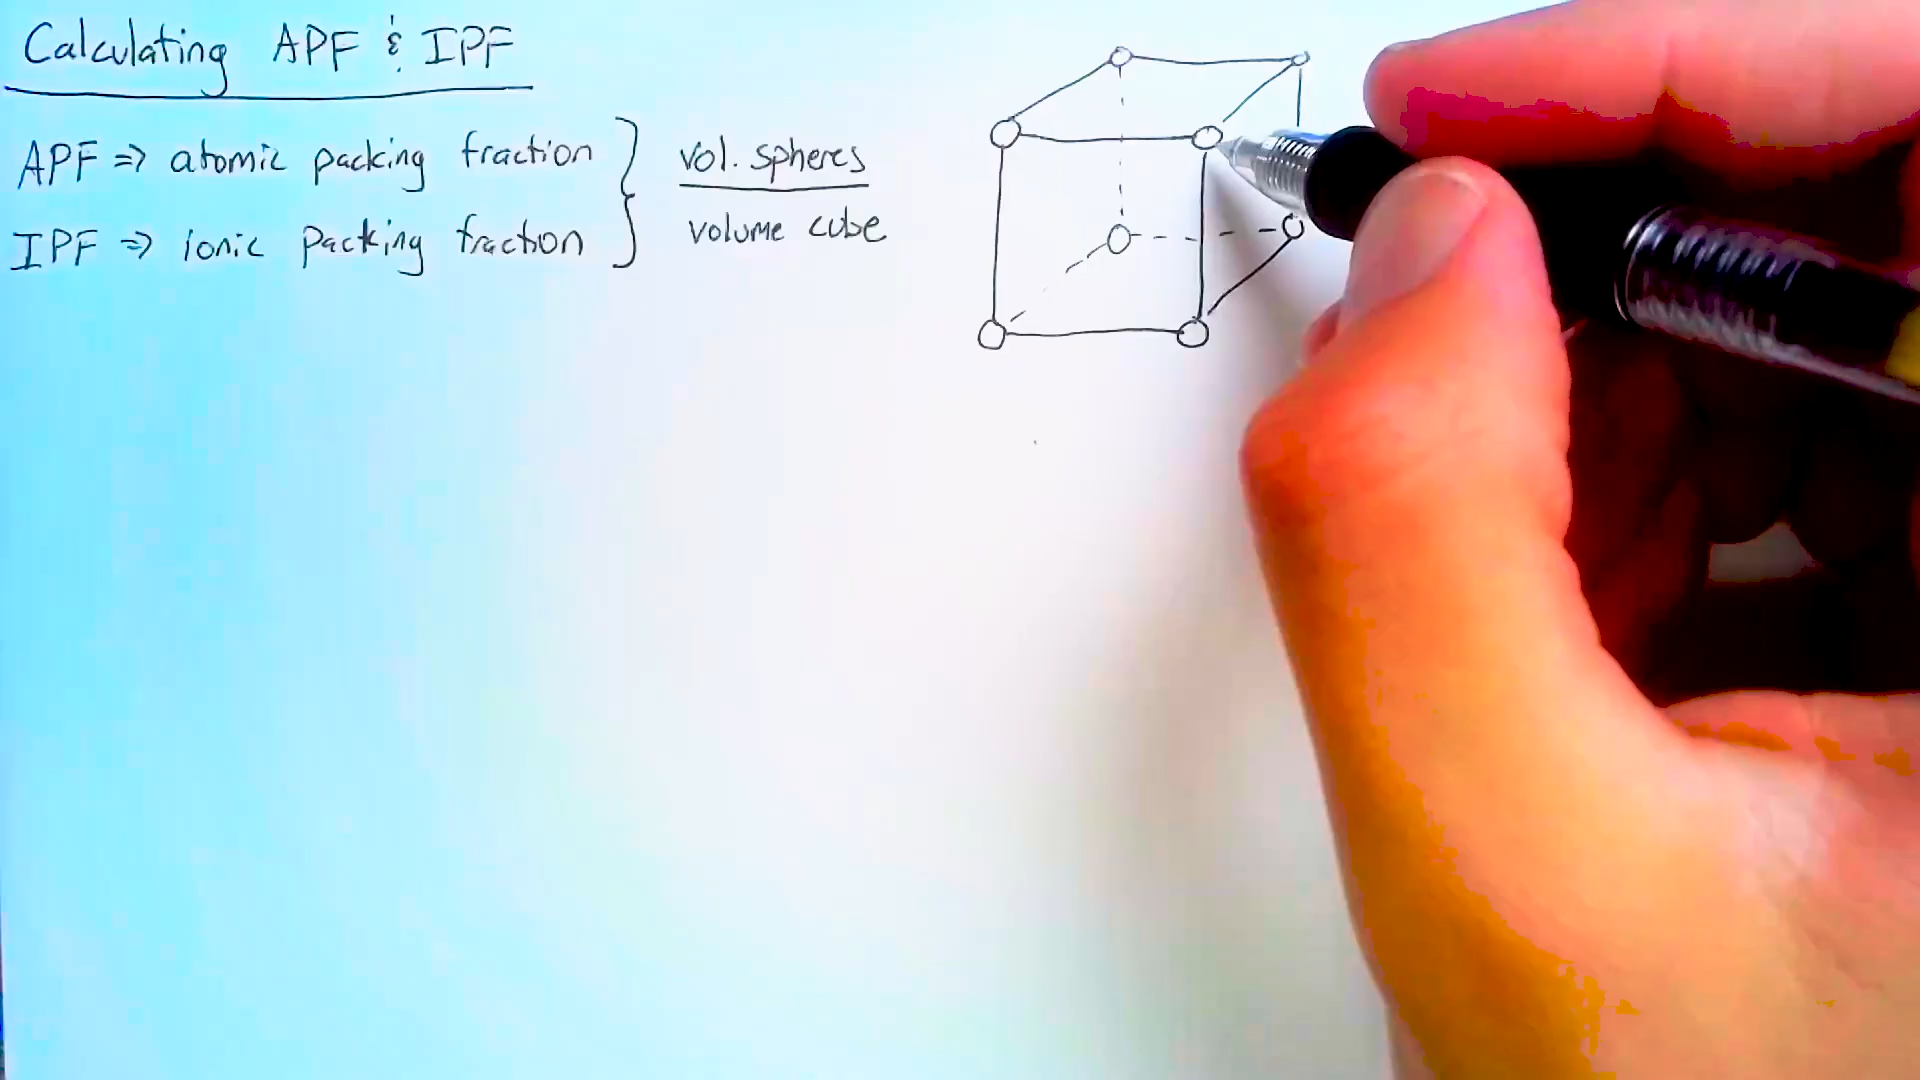 Calculating APF & IPF
APF => atomic packing fraction
IPF => ionic packing fraction
vol. spheres
volume cube